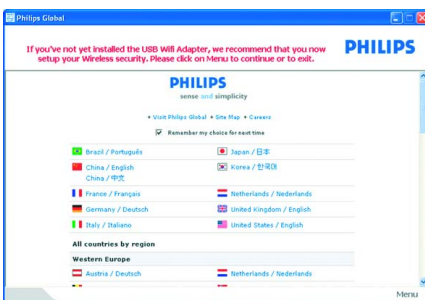 Philips Global
If you've not yet installed the USB Wifi Adapter, we recommend that you now
setup your Wireless security. Please click on Menu to continue or to exit.
PHILIPS
PHILIPS
sense and simplicity
• Visit Philips Global • Site Map • Careers
Remember my choice for next time
Brazil / Português
Japan / 日本
China / English
Korea / 한국어
China / 中文
France / Français
Netherlands / Nederlands
Germany / Deutsch
United Kingdom / English
Italy / Italiano
United States / English
All countries by region
Western Europe
Austria / Deutsch
Netherlands / Nederlands
Menu